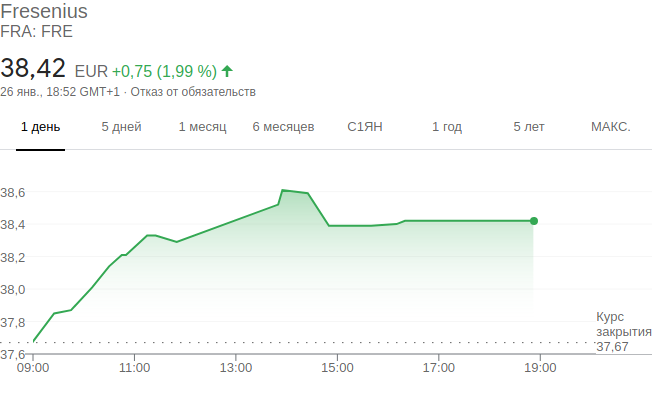 Fresenius
FRA: FRE
38,42 EUR +0,75 (1,99 %)
26 янв., 18:52 GMT+1 · Отказ от обязательств
1 день 5 дней 1 месяц 6 месяцев С1ЯН 1 год 5 лет МАКС.
38,6
38,4
38,2
38,0
37,8
37,6
Курс
закрытия
37,67
09:00 11:00 13:00 15:00 17:00 19:00